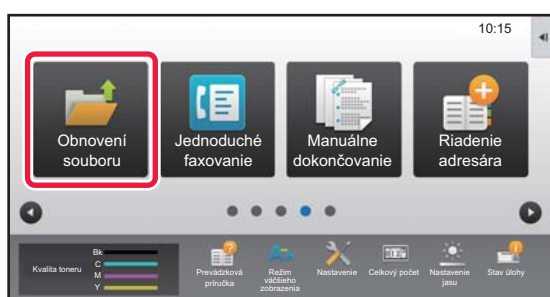 10:15
Obnovení
souboru
Jednoduché
faxovanie
Manuálne
dokončovanie
Riadenie
adresára
Kvalita toneru
Bk
C
M
Y
Prevádzková
príručka
Režim
väčšieho
zobrazenia
Nastavenie
Celkový počet
Nastavenie
jasu
Stav úlohy